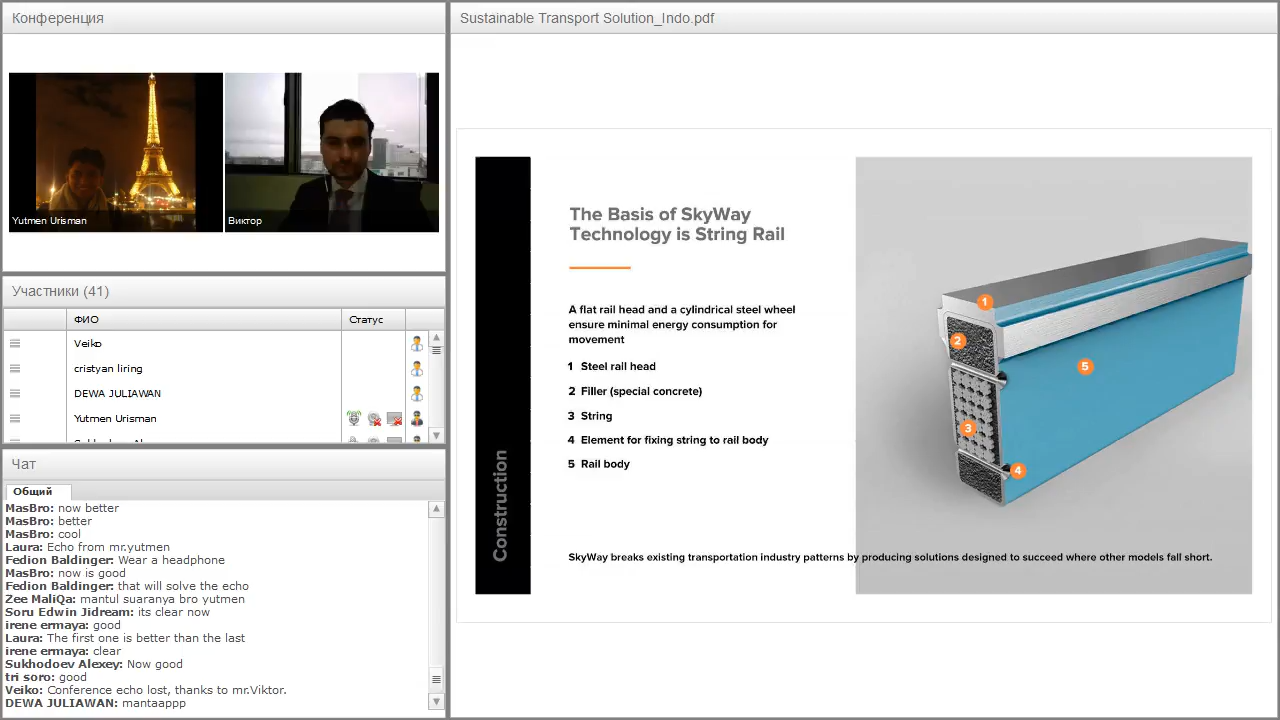 Конференция
Yutmen Urisman
Виктор
Участники (41)
ФИО
Статус
Veiko
cristyan liring
DEWA JULIAWAN
Yutmen Urisman
Чат
Общий
MasBro: now better
MasBro: better
MasBro: cool
Laura: Echo from mr.yutmen
Fedion Baldinger: Wear a headphone
MasBro: now is good
Fedion Baldinger: that will solve the echo
Zee MaliQa: mantul suaranya bro yutmen
Soru Edwin Jidream: its clear now
irene ermaya: good
Laura: The first one is better than the last
irene ermaya: clear
Sukhodoev Alexey: Now good
tri soro: good
Veiko: Conference echo lost, thanks to mr.Viktor.
DEWA JULIAWAN: mantaappp
Sustainable Transport Solution_Indo.pdf
Construction
The Basis of SkyWay
Technology is String Rail
A flat rail head and a cylindrical steel wheel
ensure minimal energy consumption for
movement
1 Steel rail head
2 Filler (special concrete)
3 String
4 Element for fixing string to rail body
5 Rail body
1
2
5
3
4
SkyWay breaks existing transportation industry patterns by producing solutions designed to succeed where other models fall short.